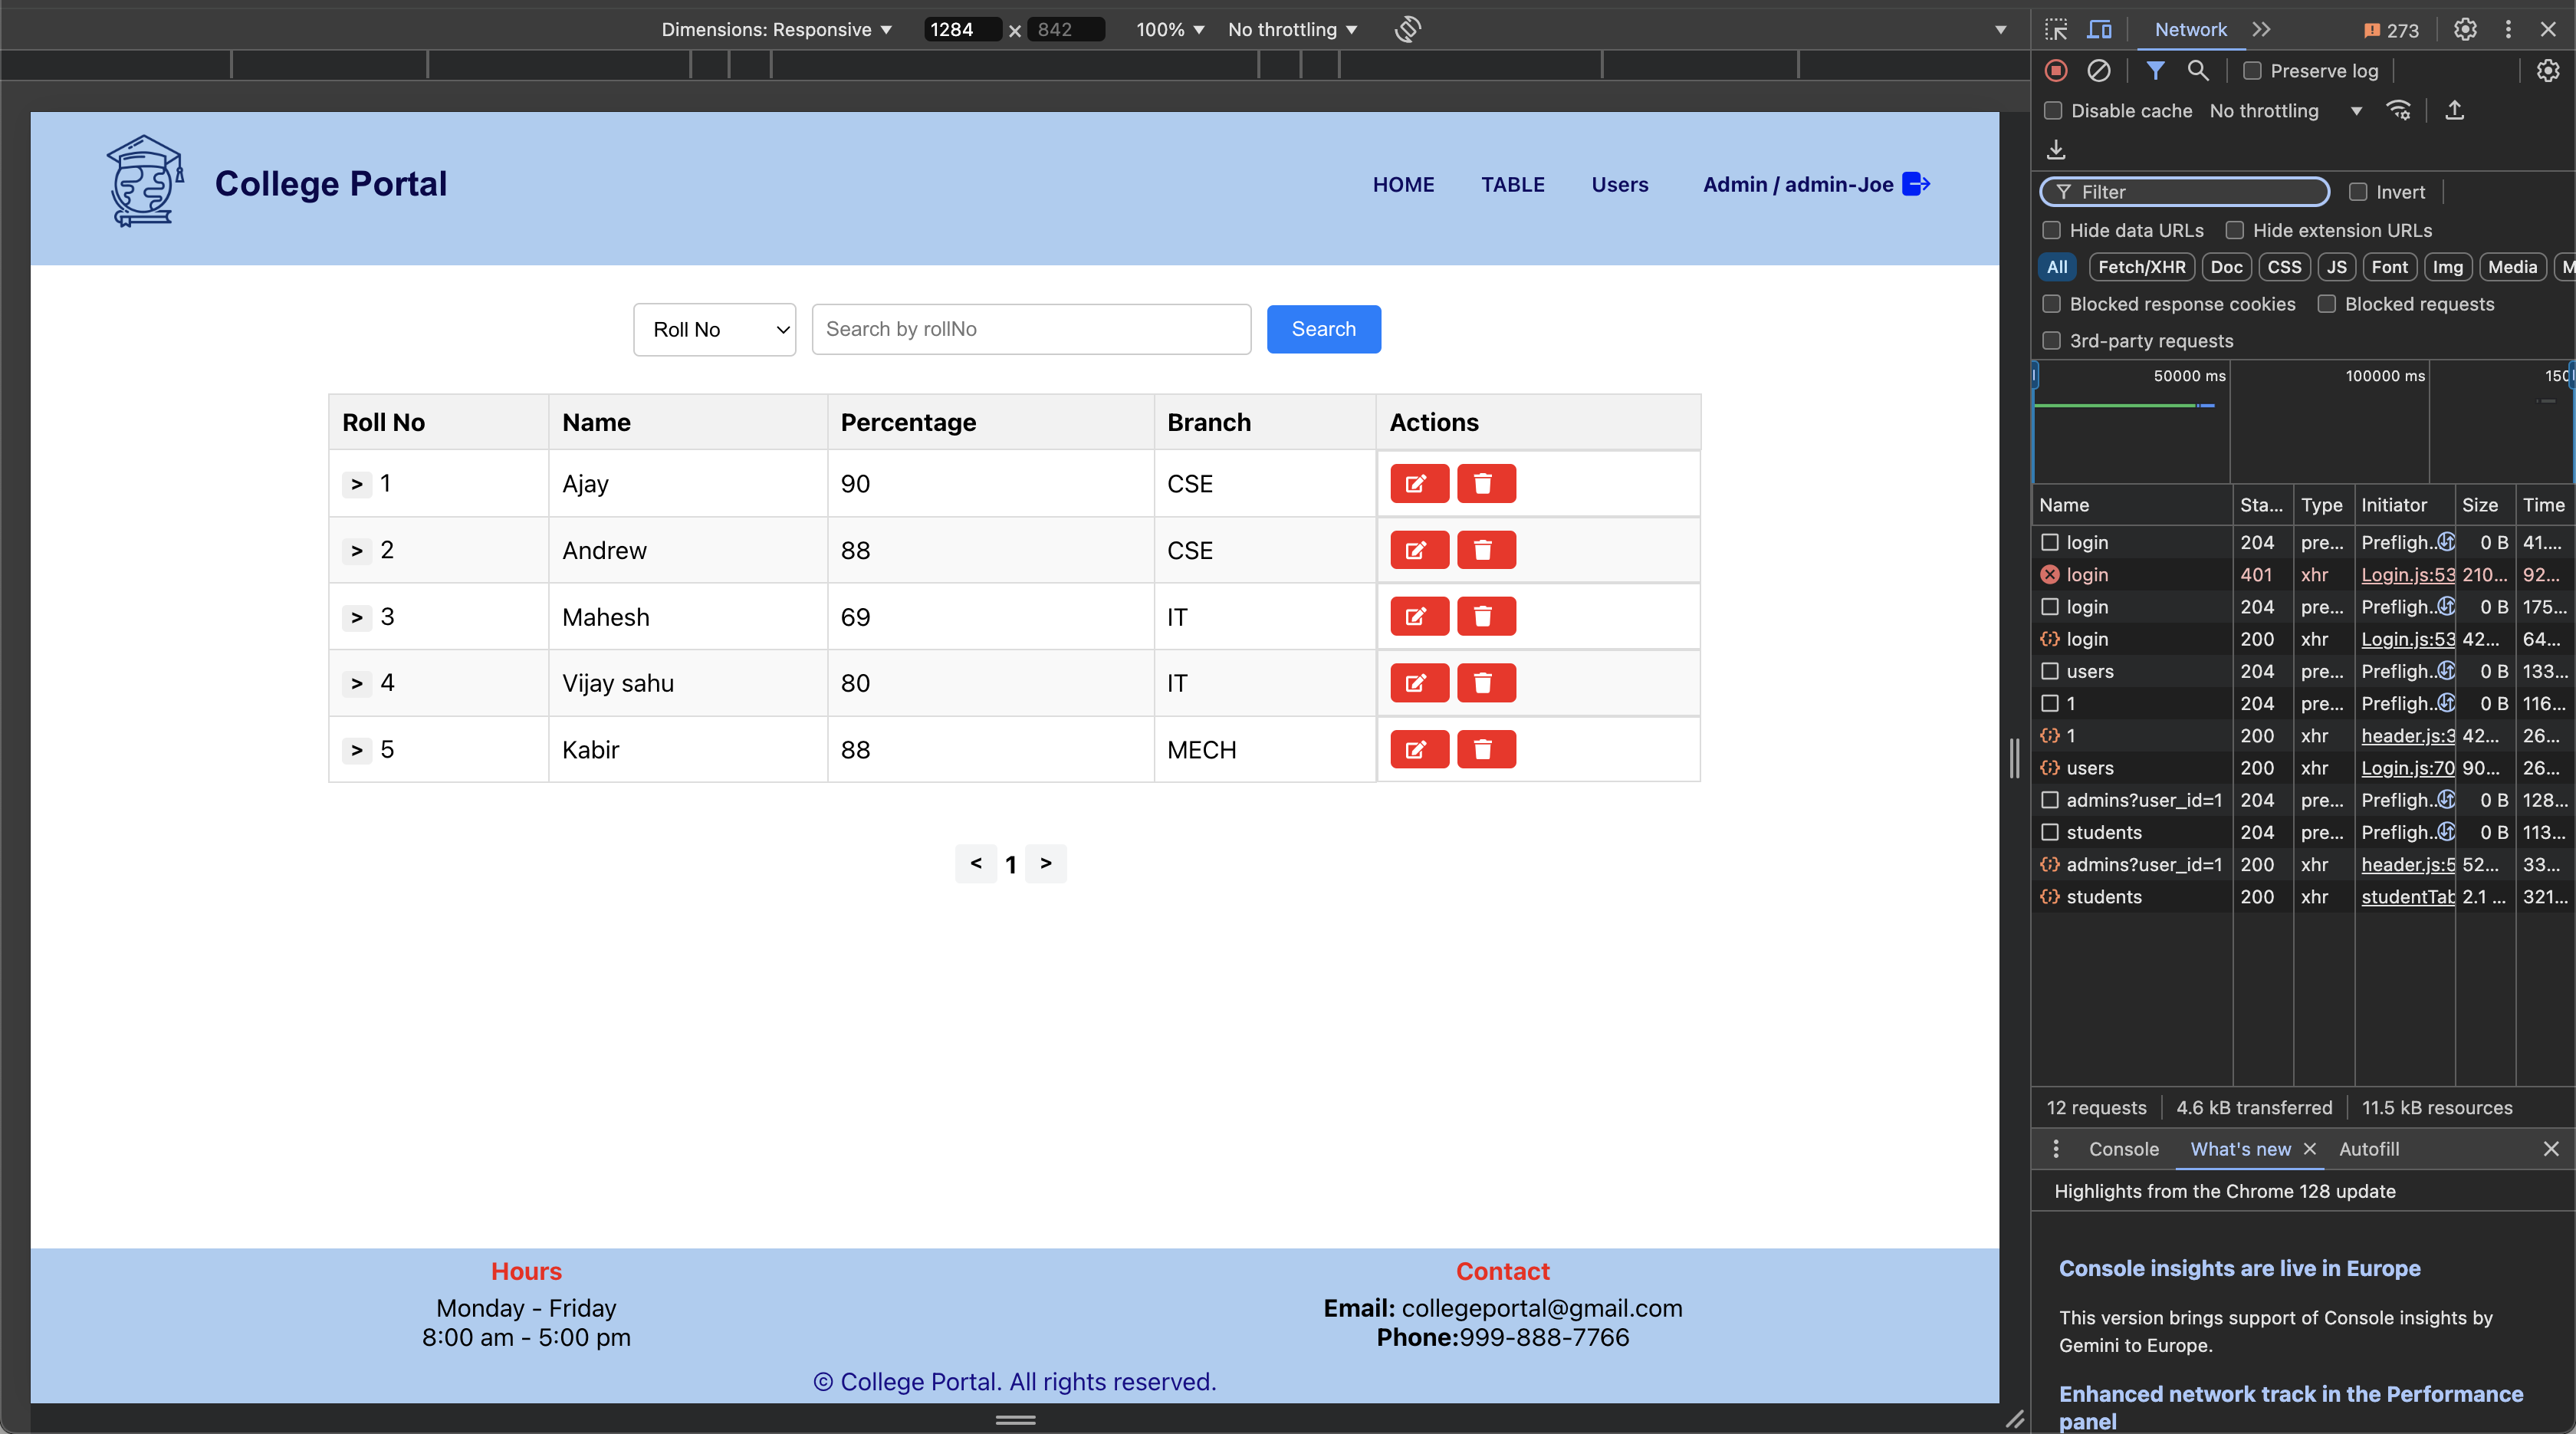 Dimensions: Responsive 1284 × 842 100% No throttling
College Portal
HOME TABLE Users Admin / admin-Joe
Roll No Search by rollNo Search
Roll No Name Percentage Branch Actions
> 1 Ajay 90 CSE
> 2 Andrew 88 CSE
> 3 Mahesh 69 IT
> 4 Vijay sahu 80 IT
> 5 Kabir 88 MECH
< 1 >
Hours
Monday - Friday
8:00 am - 5:00 pm
Contact
Email: collegeportal@gmail.com
Phone:999-888-7766
© College Portal. All rights reserved.
Network 273
Preserve log
Disable cache No throttling
Filter Invert
Hide data URLs Hide extension URLs
All Fetch/XHR Doc CSS JS Font Img Media M
Blocked response cookies Blocked requests
3rd-party requests
50000 ms 100000 ms 150
Name Sta... Type Initiator Size Time
login 204 pre... Prefligh... 0 B 41....
login 401 xhr Login.js:53 210... 92...
login 204 pre... Prefligh... 0 B 175...
login 200 xhr Login.js:53 42... 64...
users 204 pre... Prefligh... 0 B 133...
1 204 pre... Prefligh... 0 B 116...
1 200 xhr header.js:3 42... 26...
users 200 xhr Login.js:70 90... 26...
admins?user_id=1 204 pre... Prefligh... 0 B 128...
students 204 pre... Prefligh... 0 B 113...
admins?user_id=1 200 xhr header.js:5 52... 33...
students 200 xhr studentTab 2.1 ... 321...
12 requests 4.6 kB transferred 11.5 kB resources
Console What's new Autofill
Highlights from the Chrome 128 update
Console insights are live in Europe
This version brings support of Console insights by
Gemini to Europe.
Enhanced network track in the Performance
panel